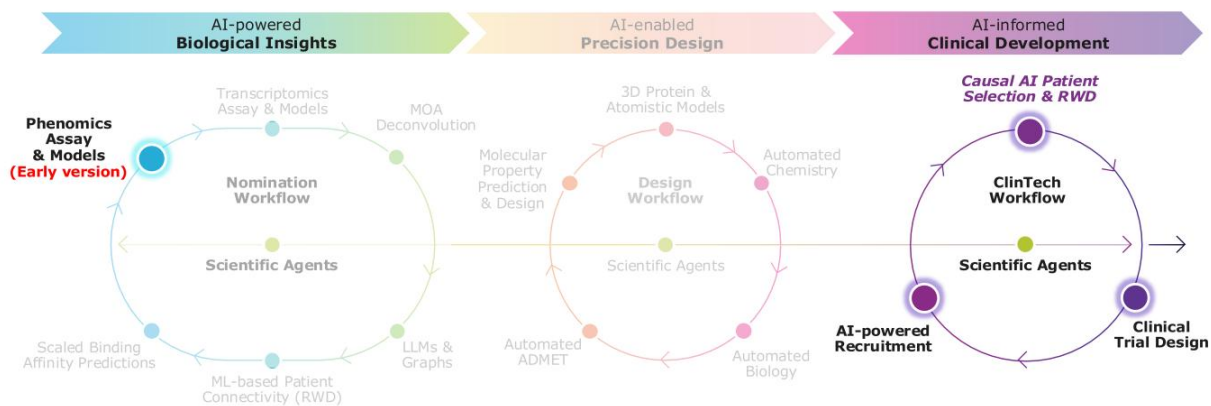 AI-powered
Biological Insights
AI-enabled
Precision Design
AI-informed
Clinical Development
Phenomics
Assay
& Models
(Early version)
Transcriptomics
Assay & Models
MOA
Deconvolution
Nomination
Workflow
Scientific Agents
Scaled Binding
Affinity Predictions
ML-based Patient
Connectivity (RWD)
LLMs &
Graphs
3D Protein &
Atomistic Models
Molecular
Property
Prediction
& Design
Automated
Chemistry
Design
Workflow
Scientific Agents
Automated
ADMET
Automated
Biology
Causal AI Patient
Selection & RWD
ClinTech
Workflow
Scientific Agents
AI-powered
Recruitment
Clinical
Trial Design